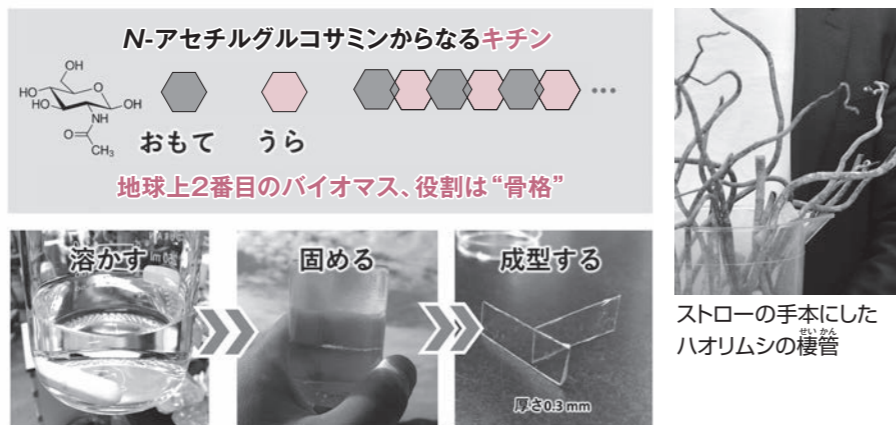 N-アセチルグルコサミンからなるキチン
OH
HO
O
HO
OH
NH
O
CH3
おもて
うら
•••
地球上2番目のバイオマス、役割は“骨格”
溶かす
固める
成型する
厚さ0.3 mm
ストローの手本にした
せいかん
ハオリムシの棲管